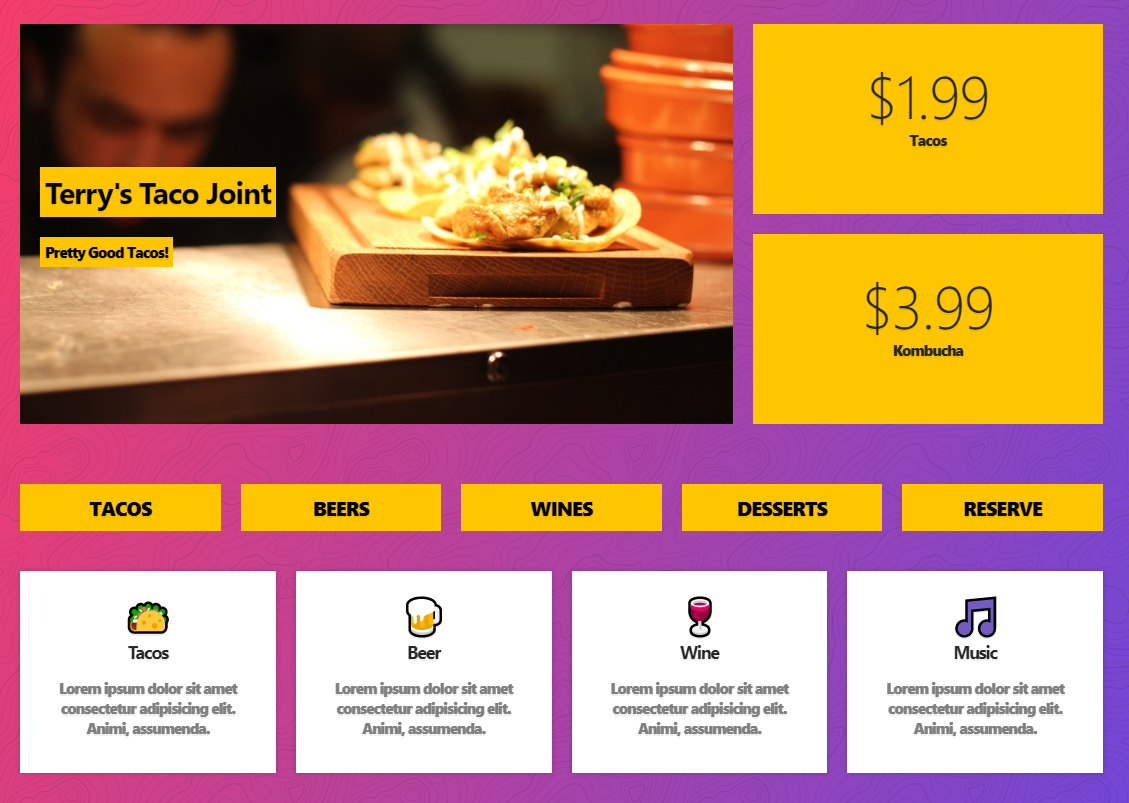 Terry's Taco Joint
Pretty Good Tacos!
$1.99
Tacos
$3.99
Kombucha
TACOS
BEERS
WINES
DESSERTS
RESERVE
Tacos
Lorem ipsum dolor sit amet
consectetur adipisicing elit.
Animi, assumenda.
Beer
Lorem ipsum dolor sit amet
consectetur adipisicing elit.
Animi, assumenda.
Wine
Lorem ipsum dolor sit amet
consectetur adipisicing elit.
Animi, assumenda.
Music
Lorem ipsum dolor sit amet
consectetur adipisicing elit.
Animi, assumenda.